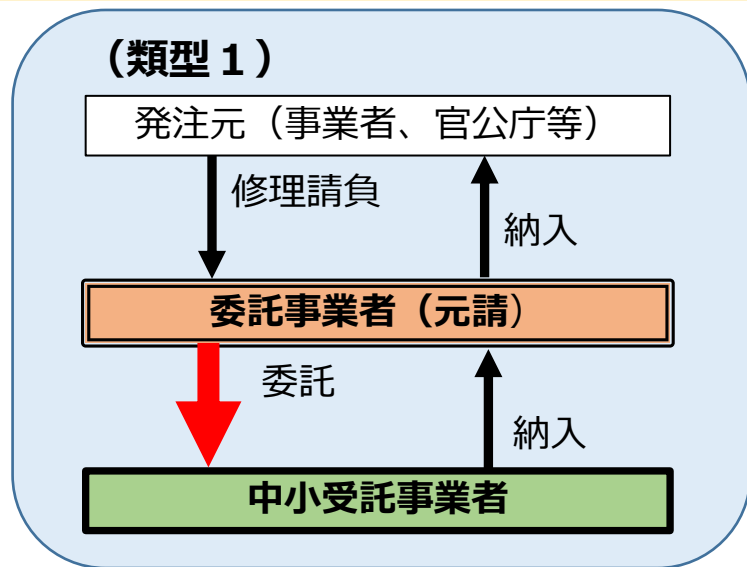 （類型１）
発注元（事業者、官公庁等）
修理請負
納入
委託事業者（元請）
委託
納入
中小受託事業者